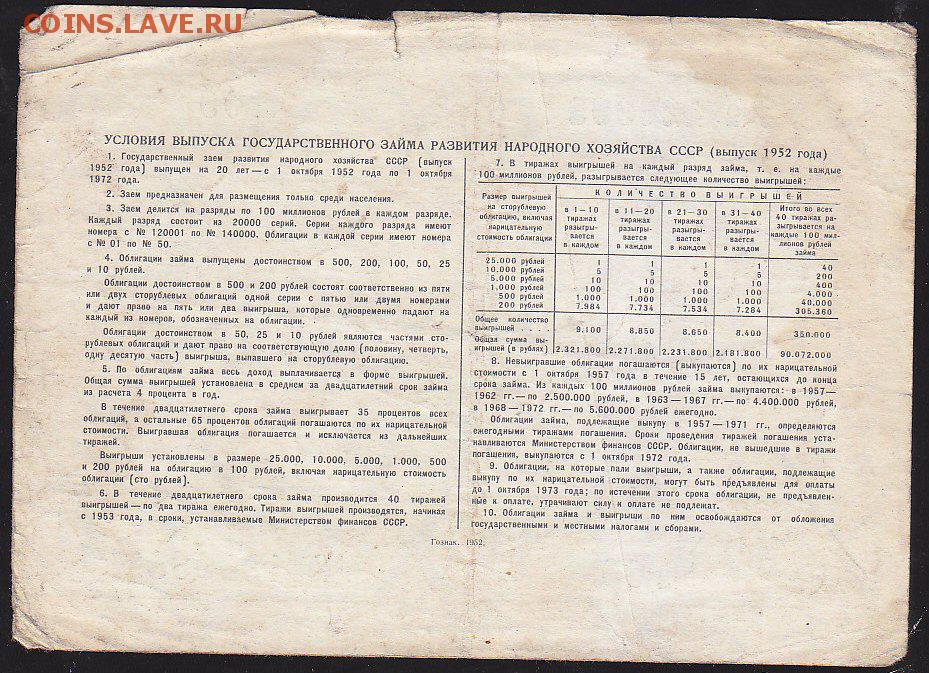 COINS.LAVE.RU
УСЛОВИЯ ВЫПУСКА ГОСУДАРСТВЕННОГО ЗАЙМА РАЗВИТИЯ НАРОДНОГО ХОЗЯЙСТВА СССР (выпуск 1952 года)
1. Государственный заем развития народного хозяйства СССР (выпуск
1952 года) выпущен на 20 лет — с 1 октября 1952 года по 1 октября
1972 года.
2. Заем предназначен для размещения только среди населения.
3. Заем делится на разряды по 100 миллионов рублей в каждом разряде.
Каждый разряд состоит из 20000 серий. Серии каждого разряда имеют
номера с № 120001 по № 140000. Облигации в каждой серии имеют номера
с № 01 по № 50.
4. Облигации займа выпущены достоинством в 500, 200, 100, 50, 25
и 10 рублей.
Облигации достоинством в 500 и 200 рублей состоят соответственно из пяти
или двух сторублевых облигаций одной серии с пятью или двумя номерами
и дают право на пять или два выигрыша, которые одновременно падают на
каждый из номеров, обозначенных на облигации.
Облигации достоинством в 50, 25 и 10 рублей являются частями сто-
рублевых облигаций и дают право на соответствующую долю (половину, четверть,
одну десятую часть) выигрыша, выпавшего на сторублевую облигацию.
5. По облигациям займа весь доход выплачивается в форме выигрышей.
Общая сумма выигрышей установлена в среднем за двадцатилетний срок займа
из расчета 4 процента в год.
В течение двадцатилетнего срока займа выигрывает 35 процентов всех
облигаций, а остальные 65 процентов облигаций погашаются по их нарицательной
стоимости. Выигравшая облигация погашается и исключается из дальнейших
тиражей.
Выигрыши установлены в размере 25.000, 10.000, 5.000, 1.000, 500
и 200 рублей на облигацию в 100 рублей, включая нарицательную стоимость
облигации (сто рублей).
6. В течение двадцатилетнего срока займа производится 40 тиражей
выигрышей — по два тиража ежегодно. Тиражи выигрышей производятся, начиная
с 1953 года, в сроки, устанавливаемые Министерством финансов СССР.
7. В тиражах выигрышей на каждый разряд займа, т. е. на каждые
100 миллионов рублей, разыгрывается следующее количество выигрышей:
Размер выигрышей
на сторублевую
облигацию, включая
нарицательную
стоимость облигации
КОЛИЧЕСТВО ВЫИГРЫШЕЙ
в 1—10
тиражах
разыгры-
вается
в каждом
в 11—20
тиражах
разыгры-
вается
в каждом
в 21—30
тиражах
разыгры-
вается
в каждом
в 31—40
тиражах
разыгры-
вается
в каждом
Итого во всех
40 тиражах ра-
зыгрывается на
каждые 100 мил-
лионов рублей
займа
25.000 рублей 1 1 1 1 40
10.000 рублей 5 5 5 5 200
5.000 рублей 10 10 10 10 400
1.000 рублей 100 100 100 100 4.000
500 рублей 1.000 1.000 1.000 1.000 40.000
200 рублей 7.984 7.734 7.534 7.284 305.360
Общее количество
выигрышей . . . . 9.100 8.850 8.650 8.400 350.000
Общая сумма вы-
игрышей (в рублях) 2.321.800 2.271.800 2.231.800 2.181.800 90.072.000
8. Невыигравшие облигации погашаются (выкупаются) по их нарицательной
стоимости с 1 октября 1957 года в течение 15 лет, остающихся до конца
срока займа. Из каждых 100 миллионов рублей займа выкупаются: в 1957—
1962 гг.— по 2.500.000 рублей, в 1963—1967 гг.— по 4.400.000 рублей,
в 1968—1972 гг.— по 5.600.000 рублей ежегодно.
Облигации займа, подлежащие выкупу в 1957—1971 гг., определяются
ежегодными тиражами погашения. Сроки проведения тиражей погашения уста-
навливаются Министерством финансов СССР. Облигации, не вышедшие в тиражи
погашения, выкупаются с 1 октября 1972 года.
9. Облигации, на которые пали выигрыши, а также облигации, подлежащие
выкупу по их нарицательной стоимости, могут быть предъявлены для оплаты
до 1 октября 1973 года; по истечении этого срока облигации, не предъявлен-
ные к оплате, утрачивают силу и оплате не подлежат.
10. Облигации займа и выигрыши по ним освобождаются от обложения
государственными и местными налогами и сборами.
Гознак. 1952.